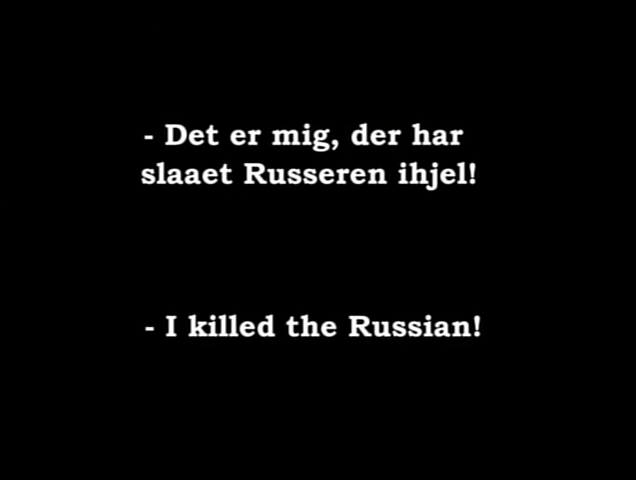 - Det er mig, der har
slaaet Russeren ihjel!
- I killed the Russian!